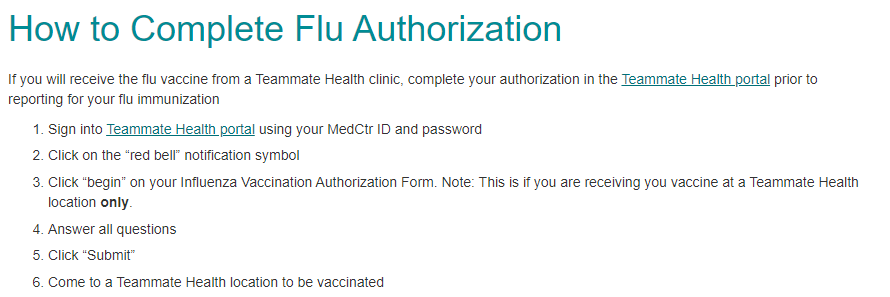 How to Complete Flu Authorization
If you will receive the flu vaccine from a Teammate Health clinic, complete your authorization in the Teammate Health portal prior to
reporting for your flu immunization
1. Sign into Teammate Health portal using your MedCtr ID and password
2. Click on the “red bell” notification symbol
3. Click “begin” on your Influenza Vaccination Authorization Form. Note: This is if you are receiving you vaccine at a Teammate Health
location only.
4. Answer all questions
5. Click “Submit”
6. Come to a Teammate Health location to be vaccinated